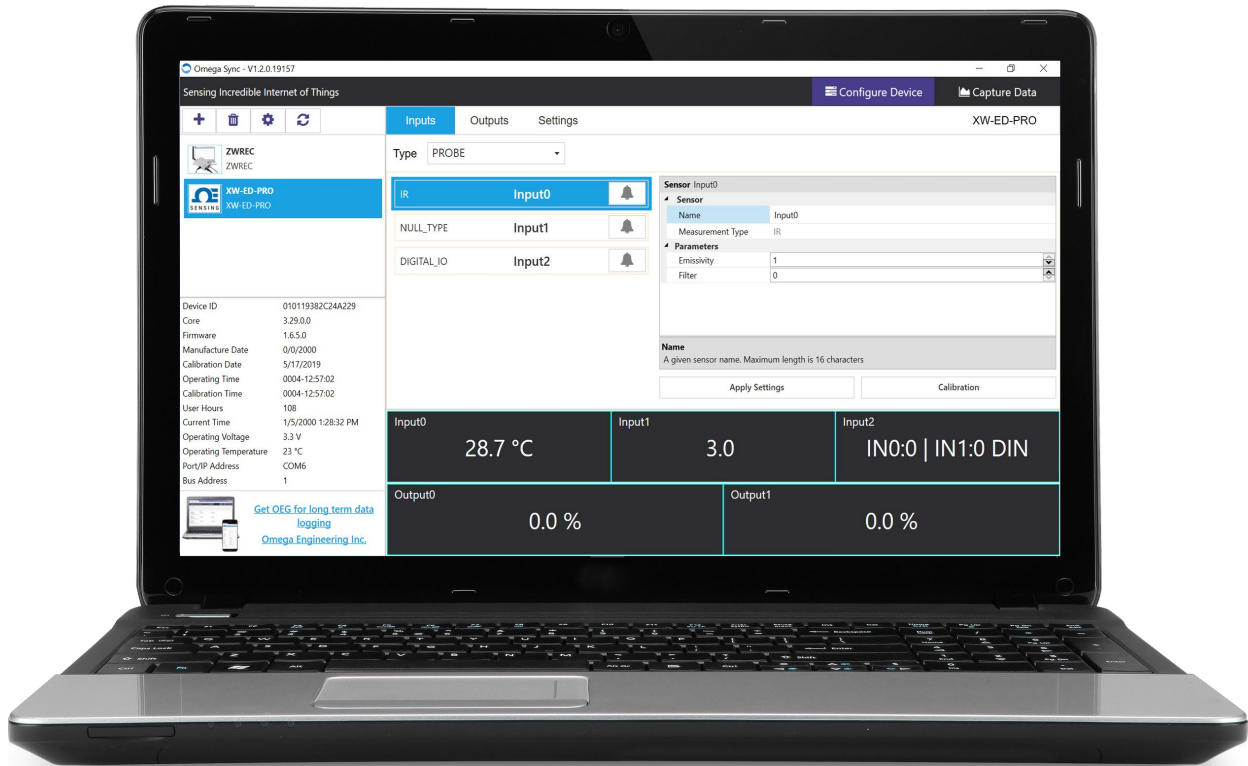 Omega Sync - V1.2.0.19157
Sensing Incredible Internet of Things
Configure Device
Capture Data
Inputs Outputs Settings
XW-ED-PRO
ZWREC
ZWREC
SENSING
XW-ED-PRO
XW-ED-PRO
Type PROBE
IR Input0
NULL_TYPE Input1
DIGITAL_IO Input2
Sensor Input0
Sensor
Name Input0
Measurement Type IR
Parameters
Emissivity 1
Filter 0
Name
A given sensor name. Maximum length is 16 characters
Apply Settings
Calibration
Device ID 010119382C24A229
Core 3.29.0.0
Firmware 1.6.5.0
Manufacture Date 0/0/2000
Calibration Date 5/17/2019
Operating Time 0004-12:57:02
Calibration Time 0004-12:57:02
User Hours 108
Current Time 1/5/2000 1:28:32 PM
Operating Voltage 3.3 V
Operating Temperature 23 °C
Port/IP Address COM6
Bus Address 1
Get OEG for long term data
logging
Omega Engineering Inc.
Input0
28.7 °C
Input1
3.0
Input2
IN0:0 | IN1:0 DIN
Output0
0.0 %
Output1
0.0 %